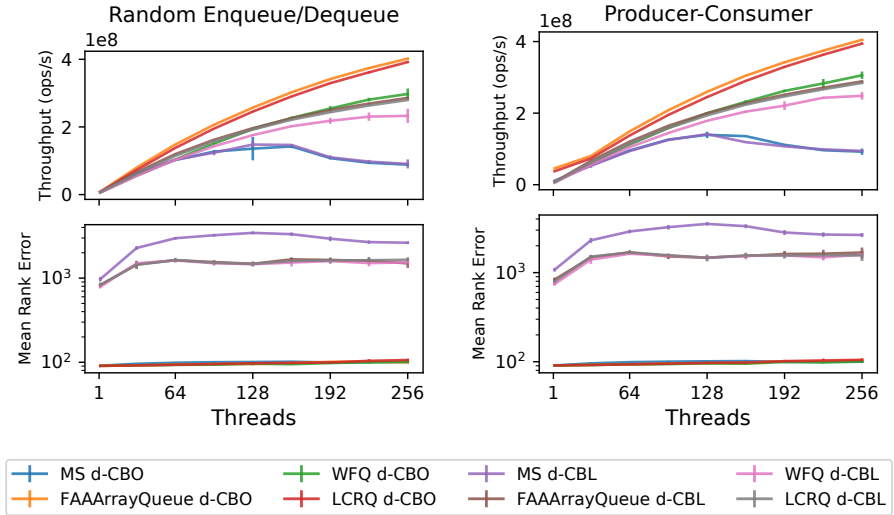 Random Enqueue/Dequeue
Producer-Consumer
1e8
1e8
Throughput (ops/s)
4
2
0
Throughput (ops/s)
4
2
0
Mean Rank Error
10³
10²
Mean Rank Error
10³
10²
1 64 128 192 256
1 64 128 192 256
Threads
Threads
MS d-CBO WFQ d-CBO MS d-CBL WFQ d-CBL
FAAArrayQueue d-CBO LCRQ d-CBO FAAArrayQueue d-CBL LCRQ d-CBL